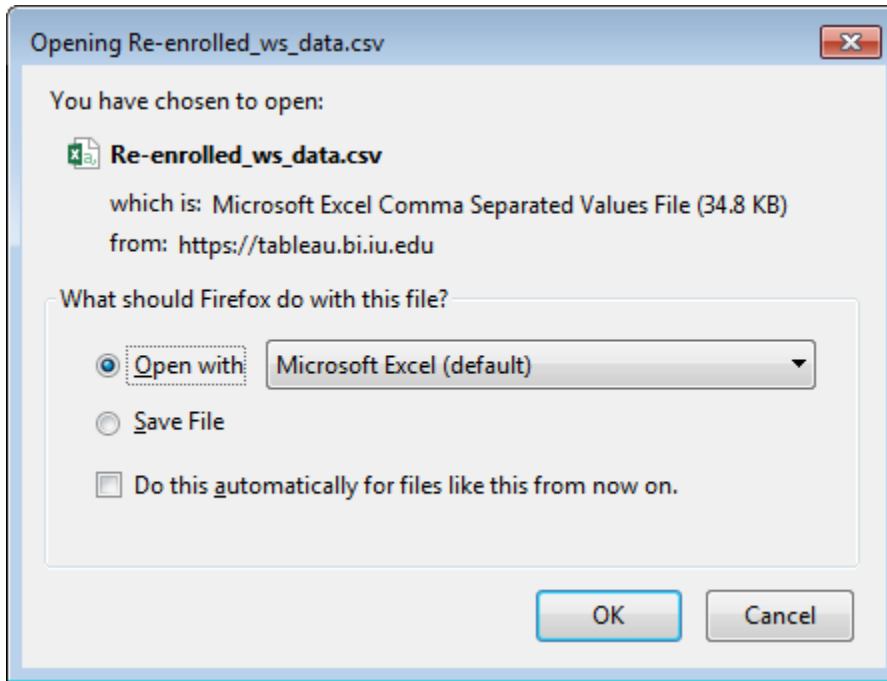 Opening Re-enrolled_ws_data.csv
You have chosen to open:
Re-enrolled_ws_data.csv
which is: Microsoft Excel Comma Separated Values File (34.8 KB)
from: https://tableau.bi.iu.edu
What should Firefox do with this file?
Open with Microsoft Excel (default)
Save File
Do this automatically for files like this from now on.
OK Cancel